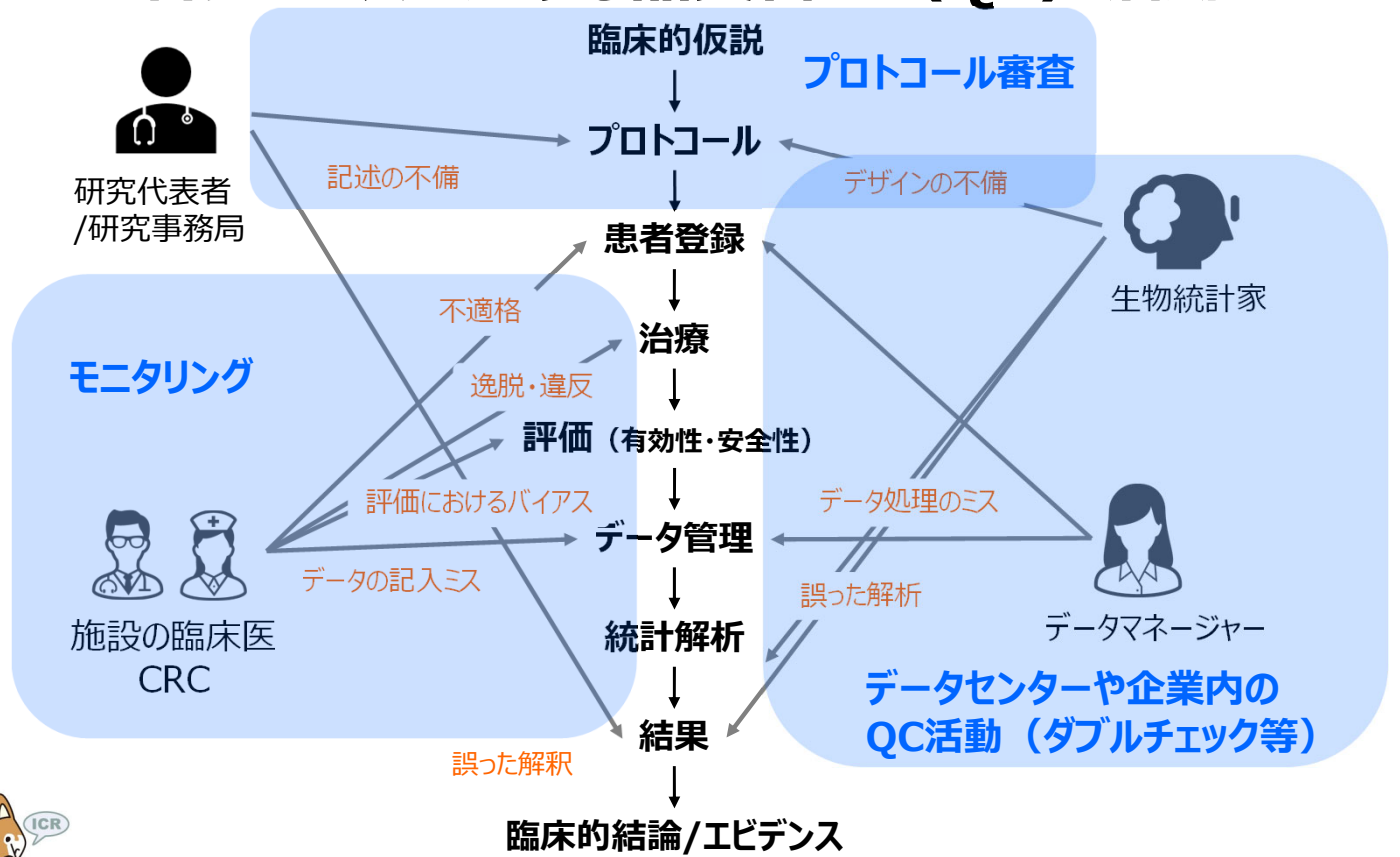 臨床的仮説
プロトコール審査
プロトコール
記述の不備
デザインの不備
研究代表者
/研究事務局
患者登録
生物統計家
不適格
治療
モニタリング
逸脱・違反
評価（有効性・安全性）
評価におけるバイアス
データ処理のミス
データ管理
データの記入ミス
誤った解析
施設の臨床医
CRC
統計解析
データマネージャー
データセンターや企業内の
QC活動（ダブルチェック等）
結果
誤った解釈
ICR
臨床的結論/エビデンス